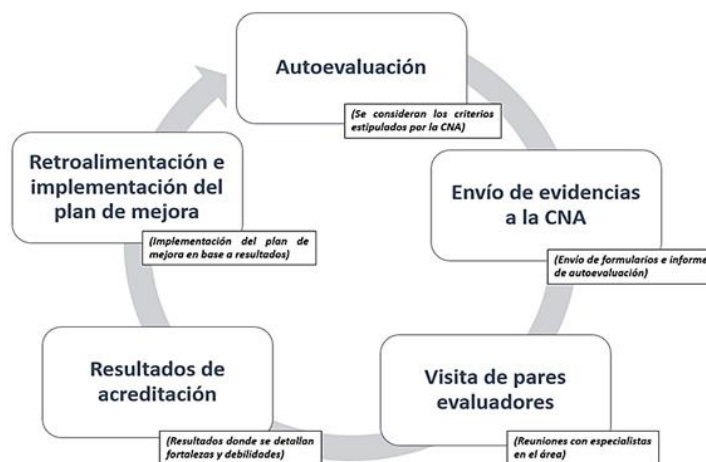 Autoevaluación
(Se consideran los criterios
estipulados por la CNA)
Envío de evidencias
a la CNA
(Envío de formularios e informe
de autoevaluación)
Visita de pares
evaluadores
(Reuniones con especialistas
en el área)
Resultados de
acreditación
(Resultados donde se detallan
fortalezas y debilidades)
Retroalimentación e
implementación del
plan de mejora
(Implementación del plan de
mejora en base a resultados)